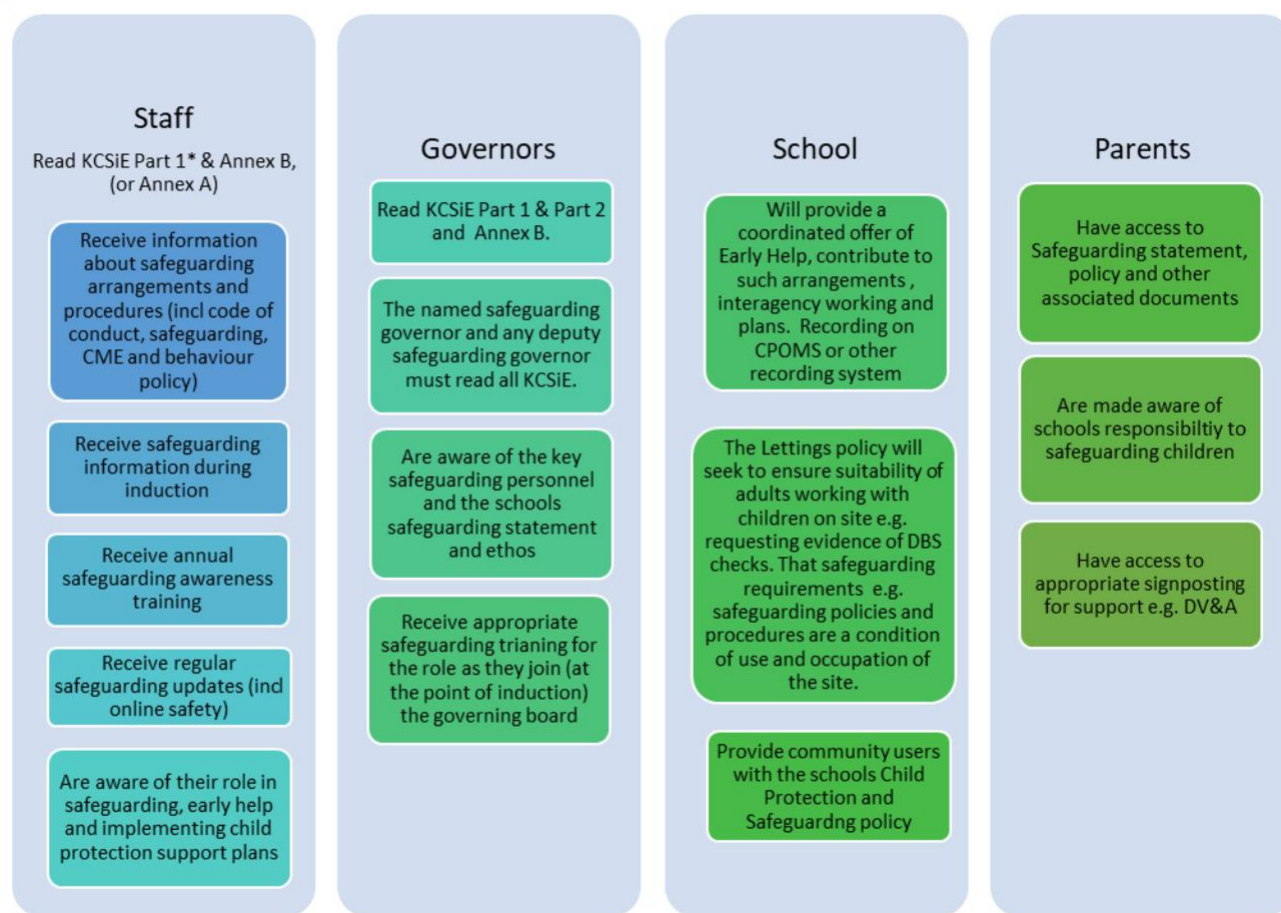 Staff
Read KCSiE Part 1* & Annex B,
(or Annex A)
Receive information
about safeguarding
arrangements and
procedures (incl code of
conduct, safeguarding,
CME and behaviour
policy)
Receive safeguarding
information during
induction
Receive annual
safeguarding awareness
training
Receive regular
safeguarding updates (incl
online safety)
Are aware of their role in
safeguarding, early help
and implementing child
protection support plans
Governors
Read KCSiE Part 1 & Part 2
and Annex B.
The named safeguarding
governor and any deputy
safeguarding governor
must read all KCSiE.
Are aware of the key
safeguarding personnel
and the schools
safeguarding statement
and ethos
Receive appropriate
safeguarding trianing for
the role as they join (at
the point of induction)
the governing board
School
Will provide a
coordinated offer of
Early Help, contribute to
such arrangements ,
interagency working and
plans. Recording on
CPOMS or other
recording system
The Lettings policy will
seek to ensure suitability of
adults working with
children on site e.g.
requesting evidence of DBS
checks. That safeguarding
requirements e.g.
safeguarding policies and
procedures are a condition
of use and occupation of
the site.
Provide community users
with the schools Child
Protection and
Safeguardng policy
Parents
Have access to
Safeguarding statement,
policy and other
associated documents
Are made aware of
schools responsibiltiy to
safeguarding children
Have access to
appropriate signposting
for support e.g. DV&A